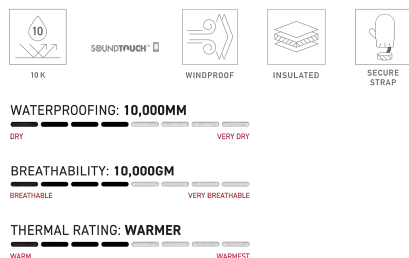 10
SOUNDTOUCH™
10 K
WINDPROOF
INSULATED
SECURE
STRAP
WATERPROOFING: 10,000MM
DRY
VERY DRY
BREATHABILITY: 10,000GM
BREATHABLE
VERY BREATHABLE
THERMAL RATING: WARMER
WARM
WARMEST